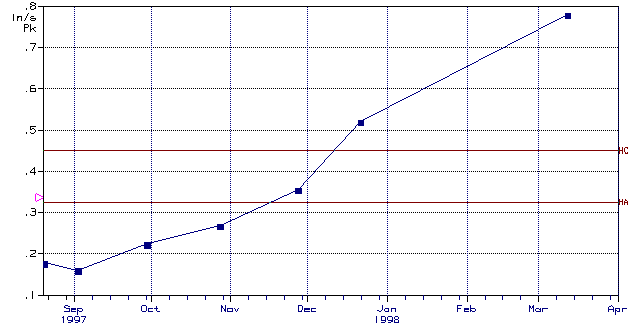 .8
In/s
Pk
.7
.6
.5
HC
.4
.3
HA
.2
.1
Sep Oct Nov Dec Jan Feb Mar Apr
1997 1998